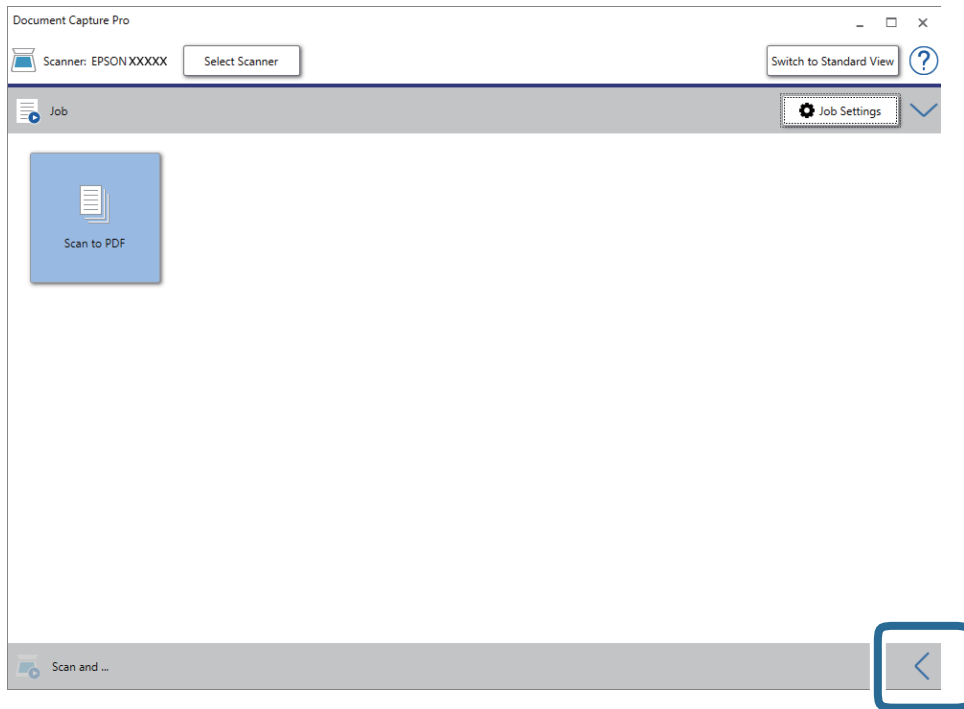 Document Capture Pro
Scanner: EPSON XXXXX Select Scanner Switch to Standard View ?
Job Job Settings
Scan to PDF
Scan and ...